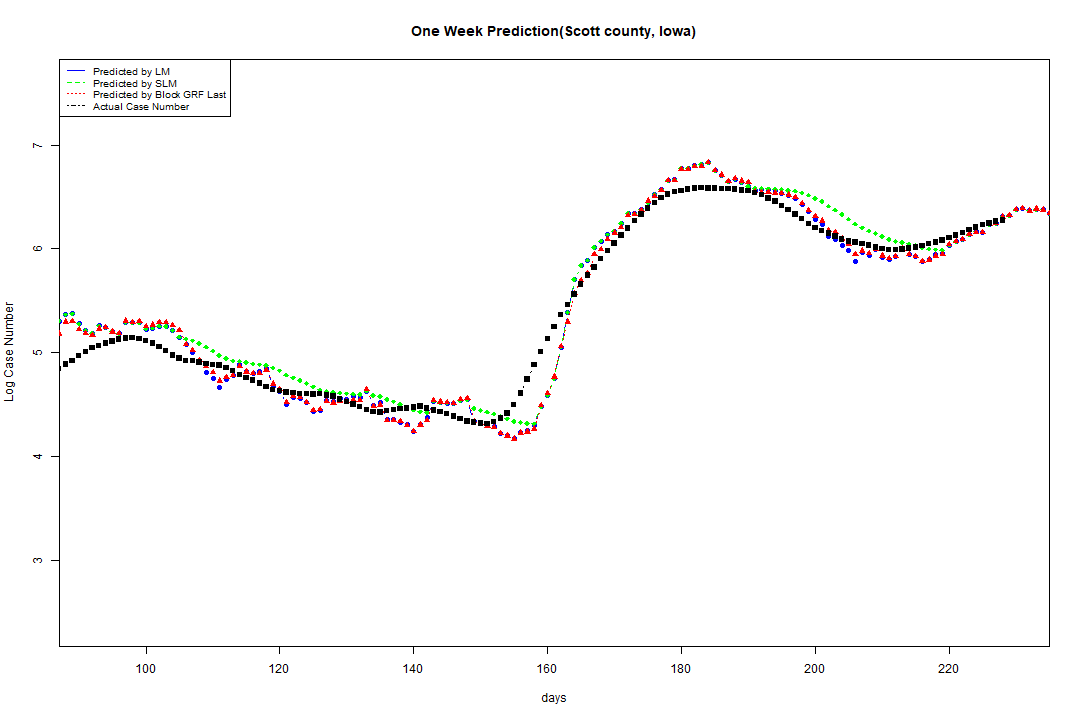 One Week Prediction(Scott county, Iowa)
Predicted by LM
Predicted by SLM
Predicted by Block GRF Last
Actual Case Number
7
6
5
4
3
Log Case Number
100 120 140 160 180 200 220
days